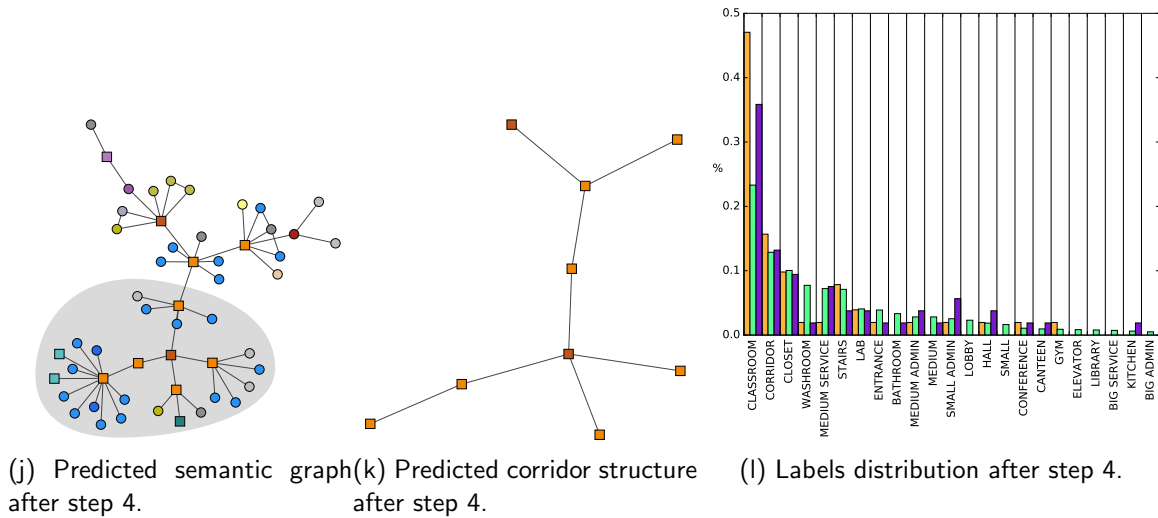 0.5
0.4
%
0.3
0.2
0.1
0.0
CLASSROOM
CORRIDOR
CLOSET
WASHROOM
MEDIUM SERVICE
STAIRS
LAB
ENTRANCE
BATHROOM
MEDIUM ADMIN
MEDIUM
SMALL ADMIN
LOBBY
HALL
SMALL
CONFERENCE
CANTEEN
GYM
ELEVATOR
LIBRARY
BIG SERVICE
KITCHEN
BIG ADMIN
(j) Predicted semantic graph
after step 4.
(k) Predicted corridor structure
after step 4.
(l) Labels distribution after step 4.